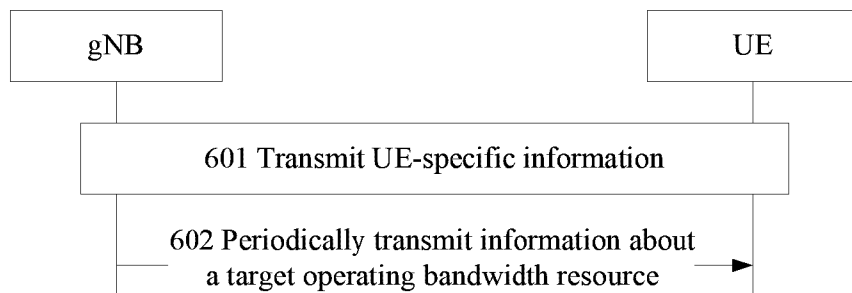 gNB
UE
601 Transmit UE-specific information
602 Periodically transmit information about
a target operating bandwidth resource